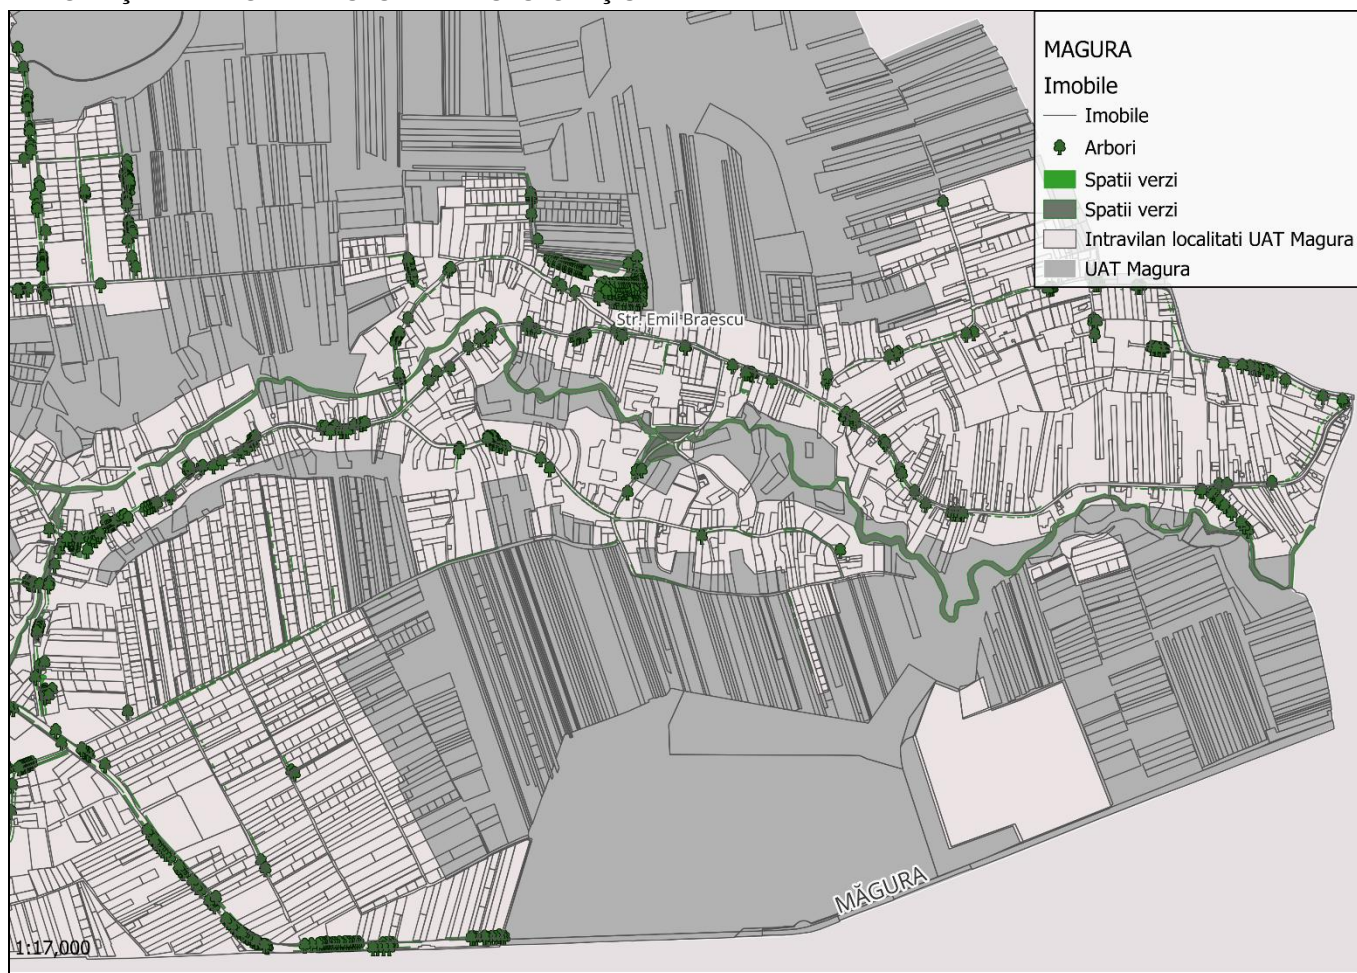 MAGURA
Imobile
Imobile
Arbori
Spatii verzi
Spatii verzi
Intravilan localitati UAT Magura
UAT Magura
Str. Emil Braescu
MĂGURA
1:17,000